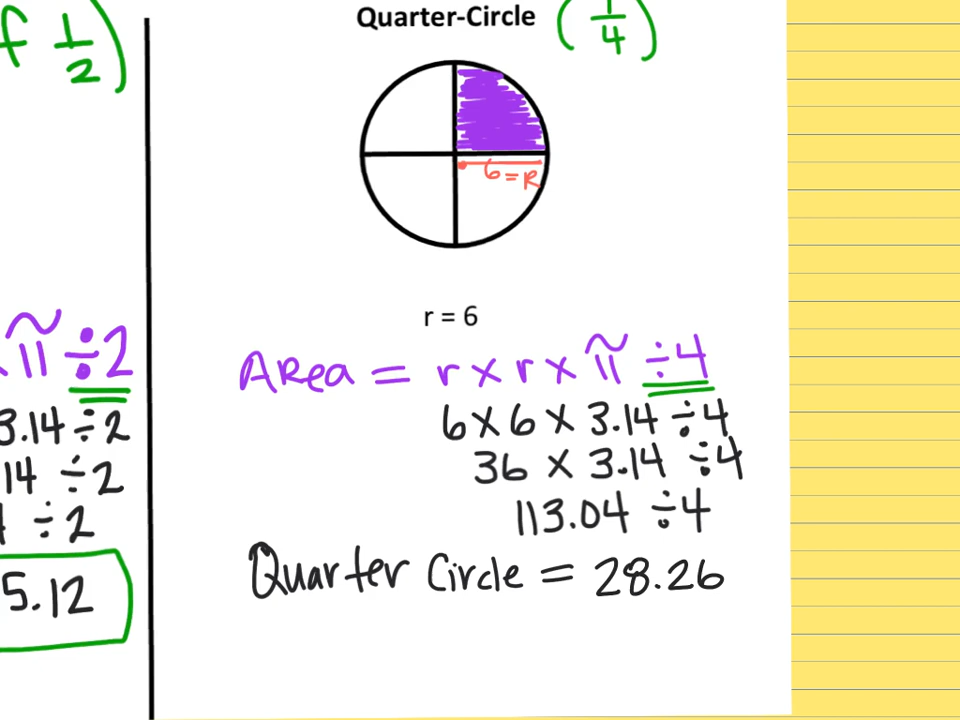 f 1/2)
π ÷2
3.14 ÷2
14 ÷2
÷2
5.12
Quarter-Circle (1/4)
6=R
r = 6
Area = r x r x π ÷4
6 x 6 x 3.14 ÷4
36 x 3.14 ÷4
113.04 ÷4
Quarter Circle = 28.26